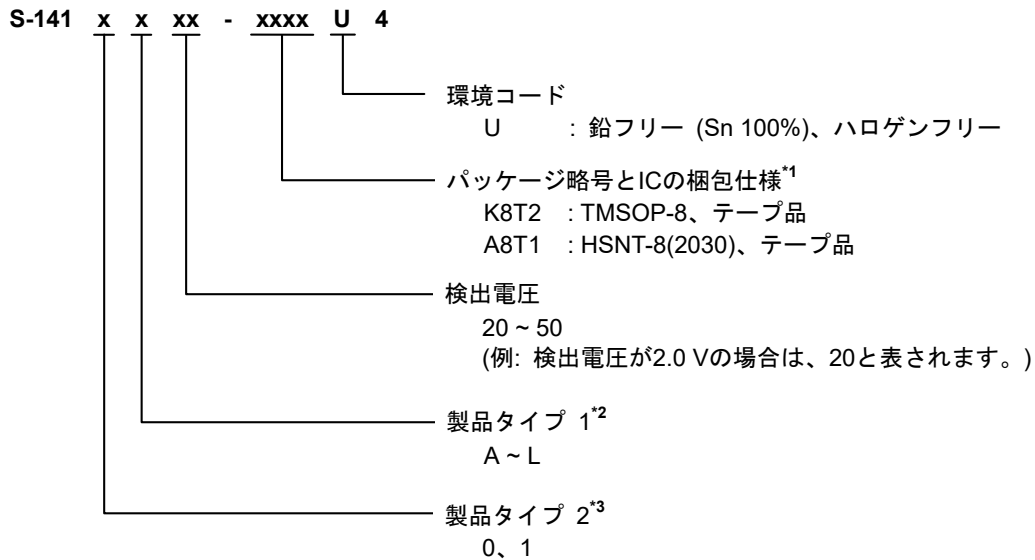 S-141 x x xx - xxxx U 4
環境コード
U : 鉛フリー (Sn 100%)、ハロゲンフリー
パッケージ略号とICの梱包仕様*1
K8T2 : TMSOP-8、テープ品
A8T1 : HSNT-8(2030)、テープ品
検出電圧
20 ~ 50
(例: 検出電圧が2.0 Vの場合は、20と表されます。)
製品タイプ 1*2
A ~ L
製品タイプ 2*3
0、1